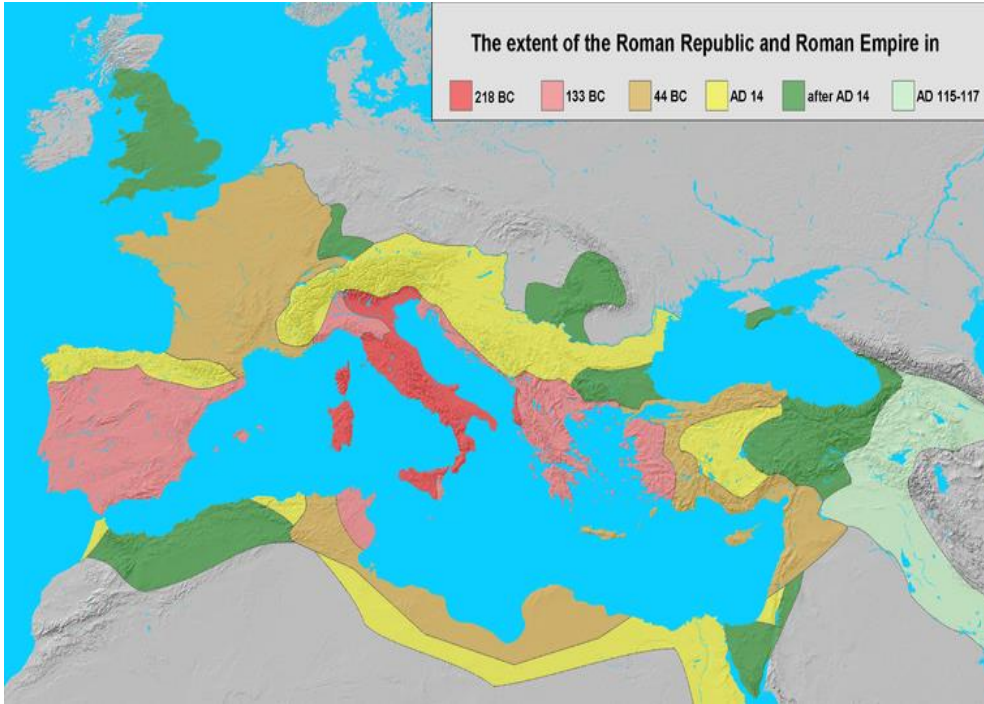 The extent of the Roman Republic and Roman Empire in
218 BC 133 BC 44 BC AD 14 after AD 14 AD 115-117